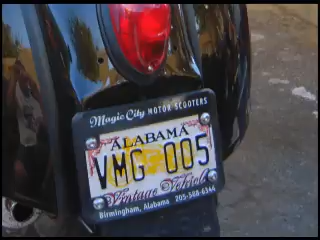 Magic City MOTOR SCOOTERS
ALABAMA
VMG 005
Vintage Vehicle
Birmingham, Alabama 205-588-6344